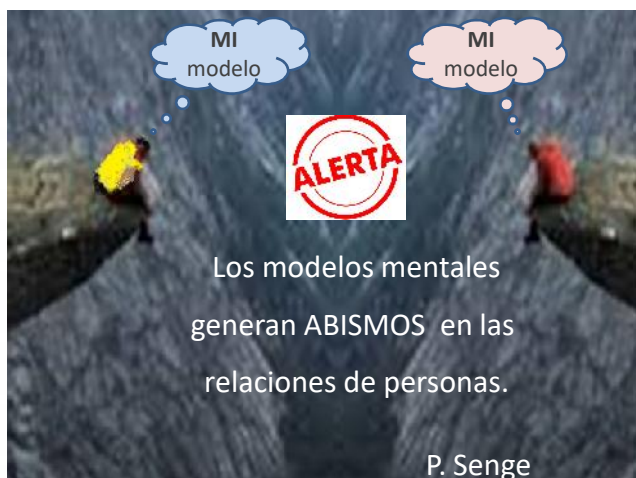 MI
modelo
MI
modelo
ALERTA
Los modelos mentales
generan ABISMOS en las
relaciones de personas.
P. Senge